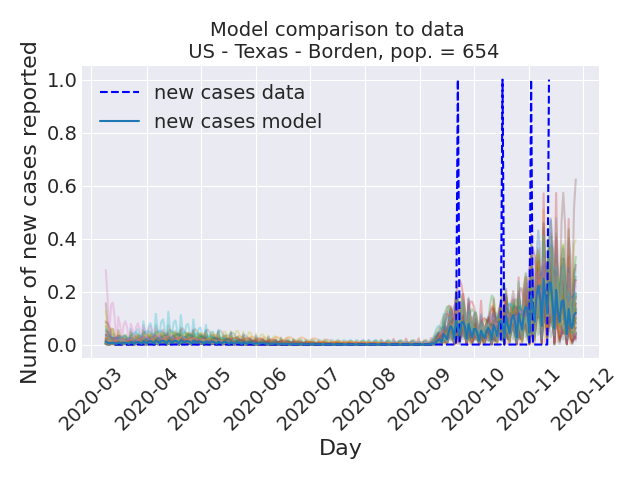 Model comparison to data
US - Texas - Borden, pop. = 654
Number of new cases reported
1.0
0.8
0.6
0.4
0.2
0.0
new cases data
new cases model
2020-03
2020-04
2020-05
2020-06
2020-07
2020-08
2020-09
2020-10
2020-11
2020-12
Day